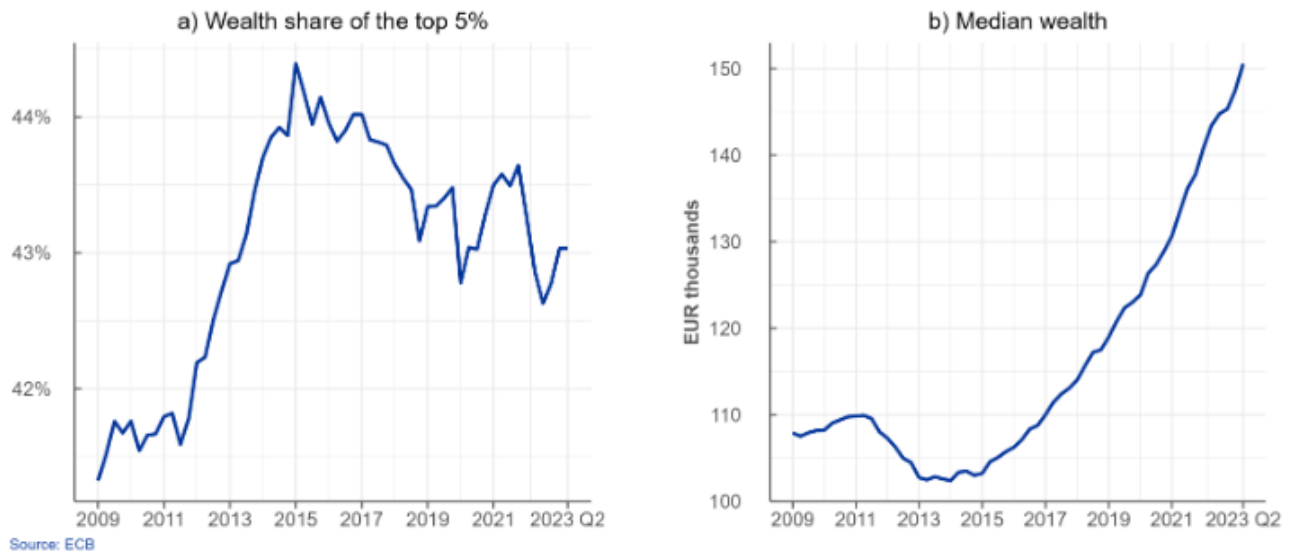 a) Wealth share of the top 5%
44%
43%
42%
2009 2011 2013 2015 2017 2019 2021 2023 Q2
b) Median wealth
EUR thousands
150
140
130
120
110
100
2009 2011 2013 2015 2017 2019 2021 2023 Q2
Source: ECB